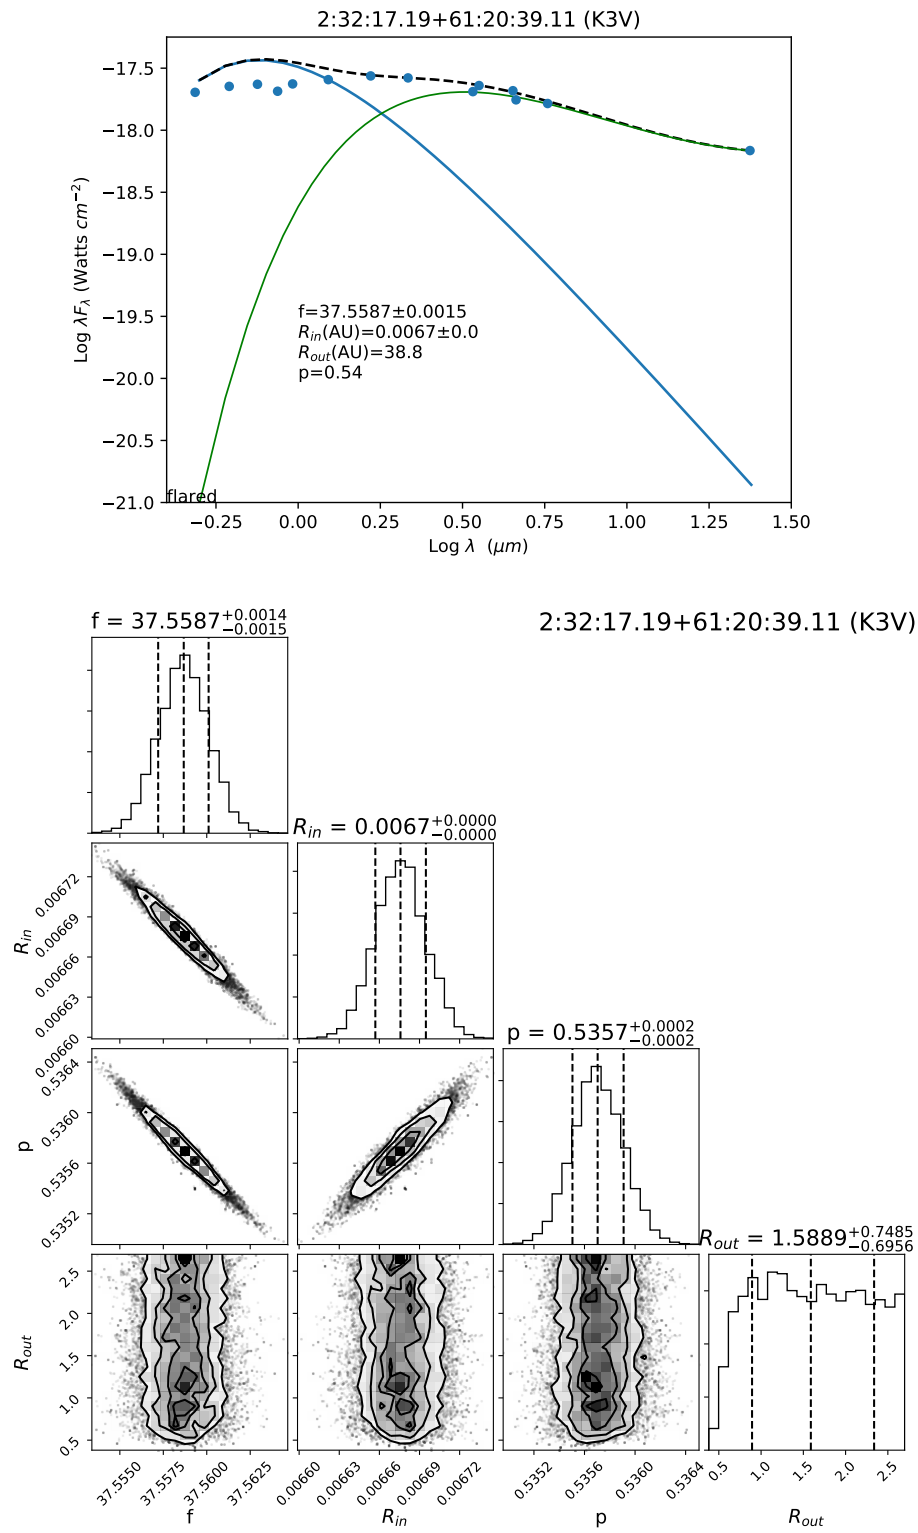 2:32:17.19+61:20:39.11 (K3V)
−17.5
−18.0
−18.5
−19.0
−19.5
−20.0
−20.5
−21.0
Log λF_λ (Watts cm⁻²)
f=37.5587±0.0015
R_in(AU)=0.0067±0.0
R_out(AU)=38.8
p=0.54
flared
−0.25 0.00 0.25 0.50 0.75 1.00 1.25 1.50
Log λ (μm)
2:32:17.19+61:20:39.11 (K3V)
f = 37.5587 +0.0014 −0.0015
R_in = 0.0067 +0.0000 −0.0000
0.00672
0.00669
0.00666
0.00663
0.00660
R_in
p = 0.5357 +0.0002 −0.0002
0.5364
0.5360
0.5356
0.5352
p
R_out = 1.5889 +0.7485 −0.6956
2.5
2.0
1.5
1.0
0.5
R_out
37.5550 37.5575 37.5600 37.5625
f
0.00660 0.00663 0.00666 0.00669 0.00672
R_in
0.5352 0.5356 0.5360 0.5364
p
0.5 1.0 1.5 2.0 2.5
R_out